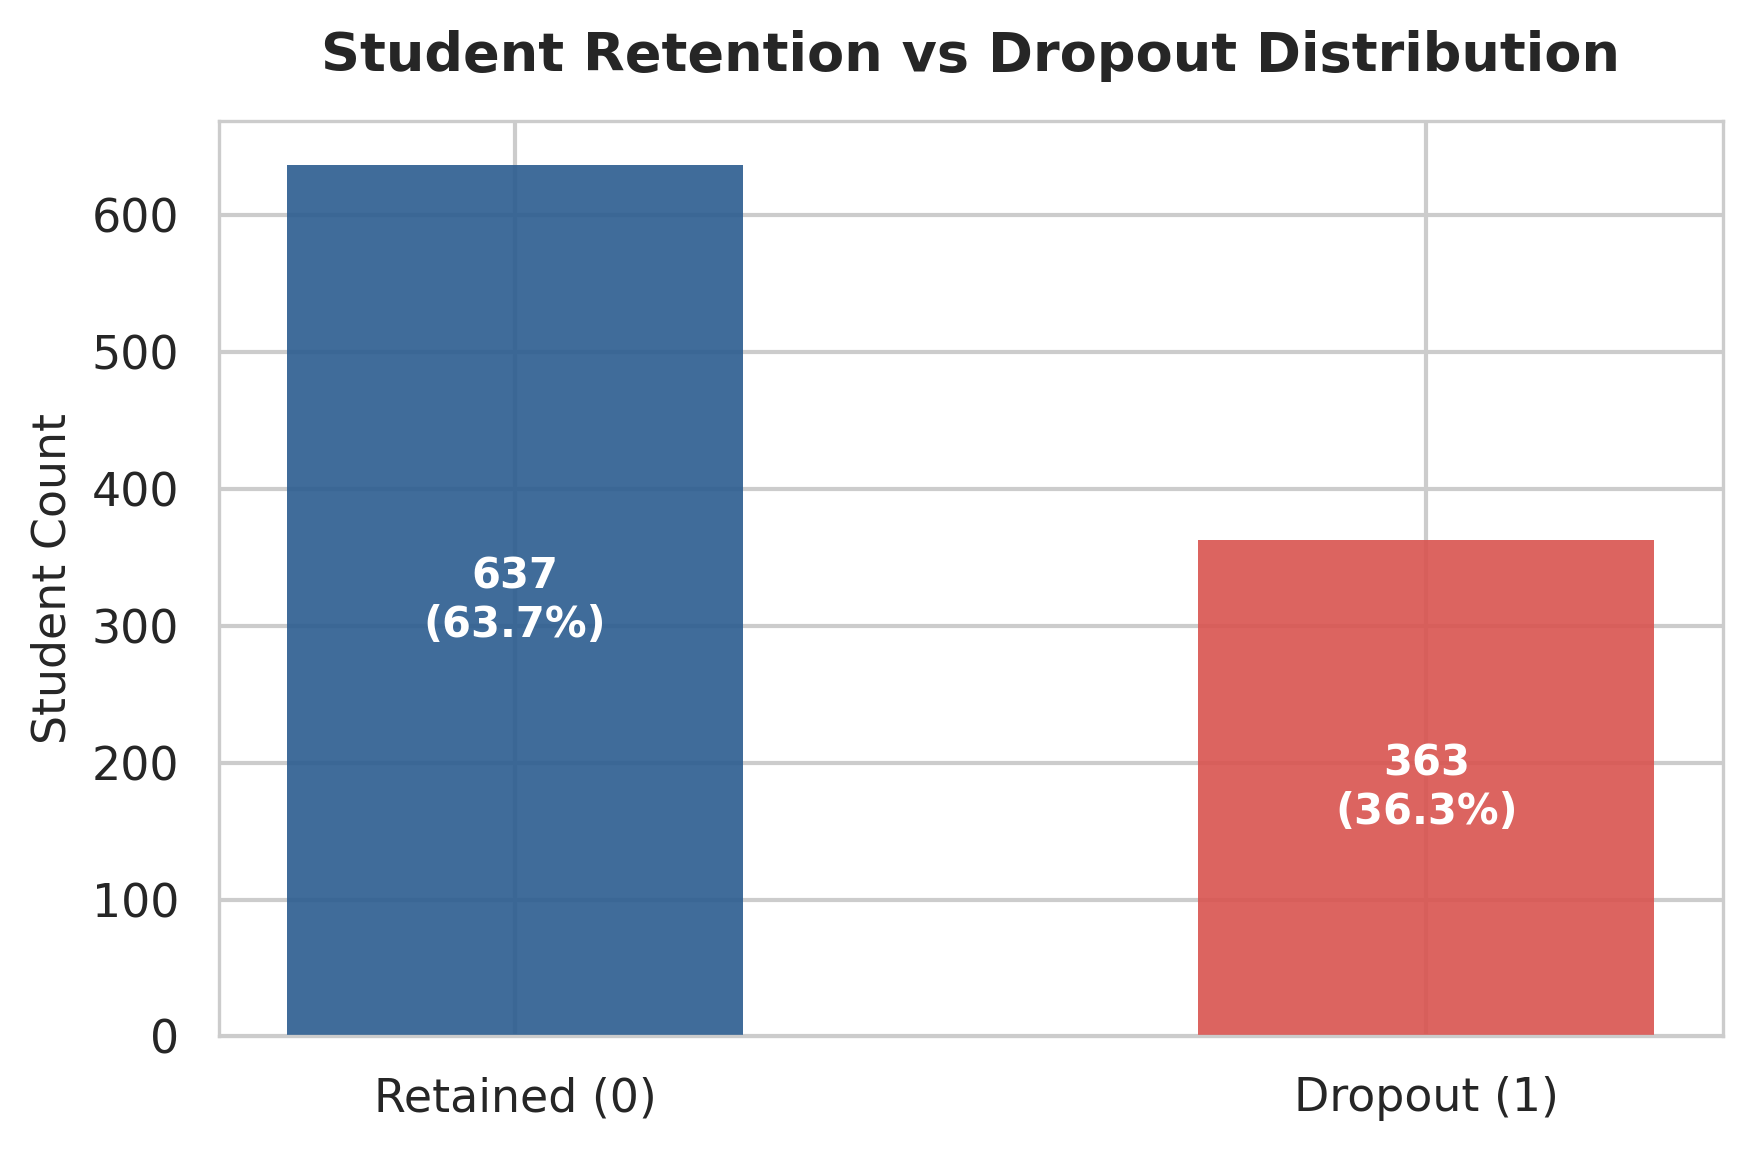 Student Retention vs Dropout Distribution
Student Count
600
500
400
300
200
100
0
637
(63.7%)
363
(36.3%)
Retained (0)
Dropout (1)